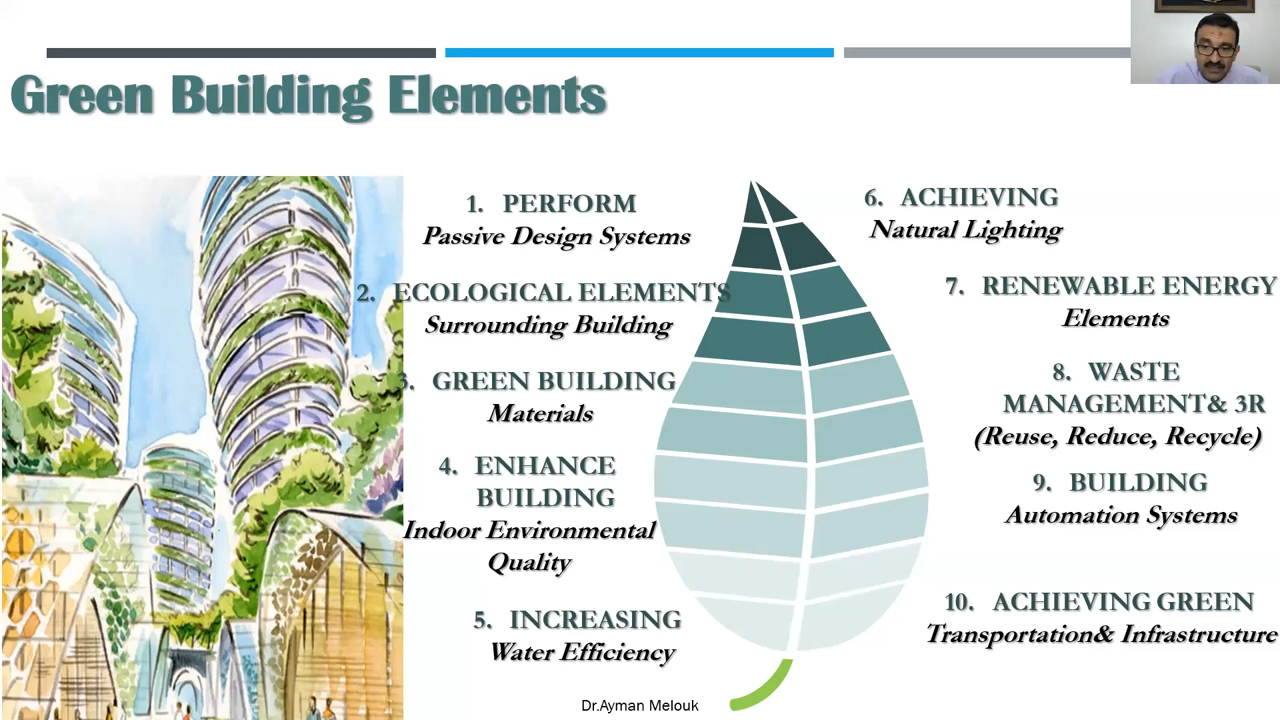 Green Building Elements
1. PERFORM
Passive Design Systems
2. ECOLOGICAL ELEMENTS
Surrounding Building
3. GREEN BUILDING
Materials
4. ENHANCE
BUILDING
Indoor Environmental
Quality
5. INCREASING
Water Efficiency
6. ACHIEVING
Natural Lighting
7. RENEWABLE ENERGY
Elements
8. WASTE
MANAGEMENT& 3R
(Reuse, Reduce, Recycle)
9. BUILDING
Automation Systems
10. ACHIEVING GREEN
Transportation& Infrastructure
Dr.Ayman Melouk